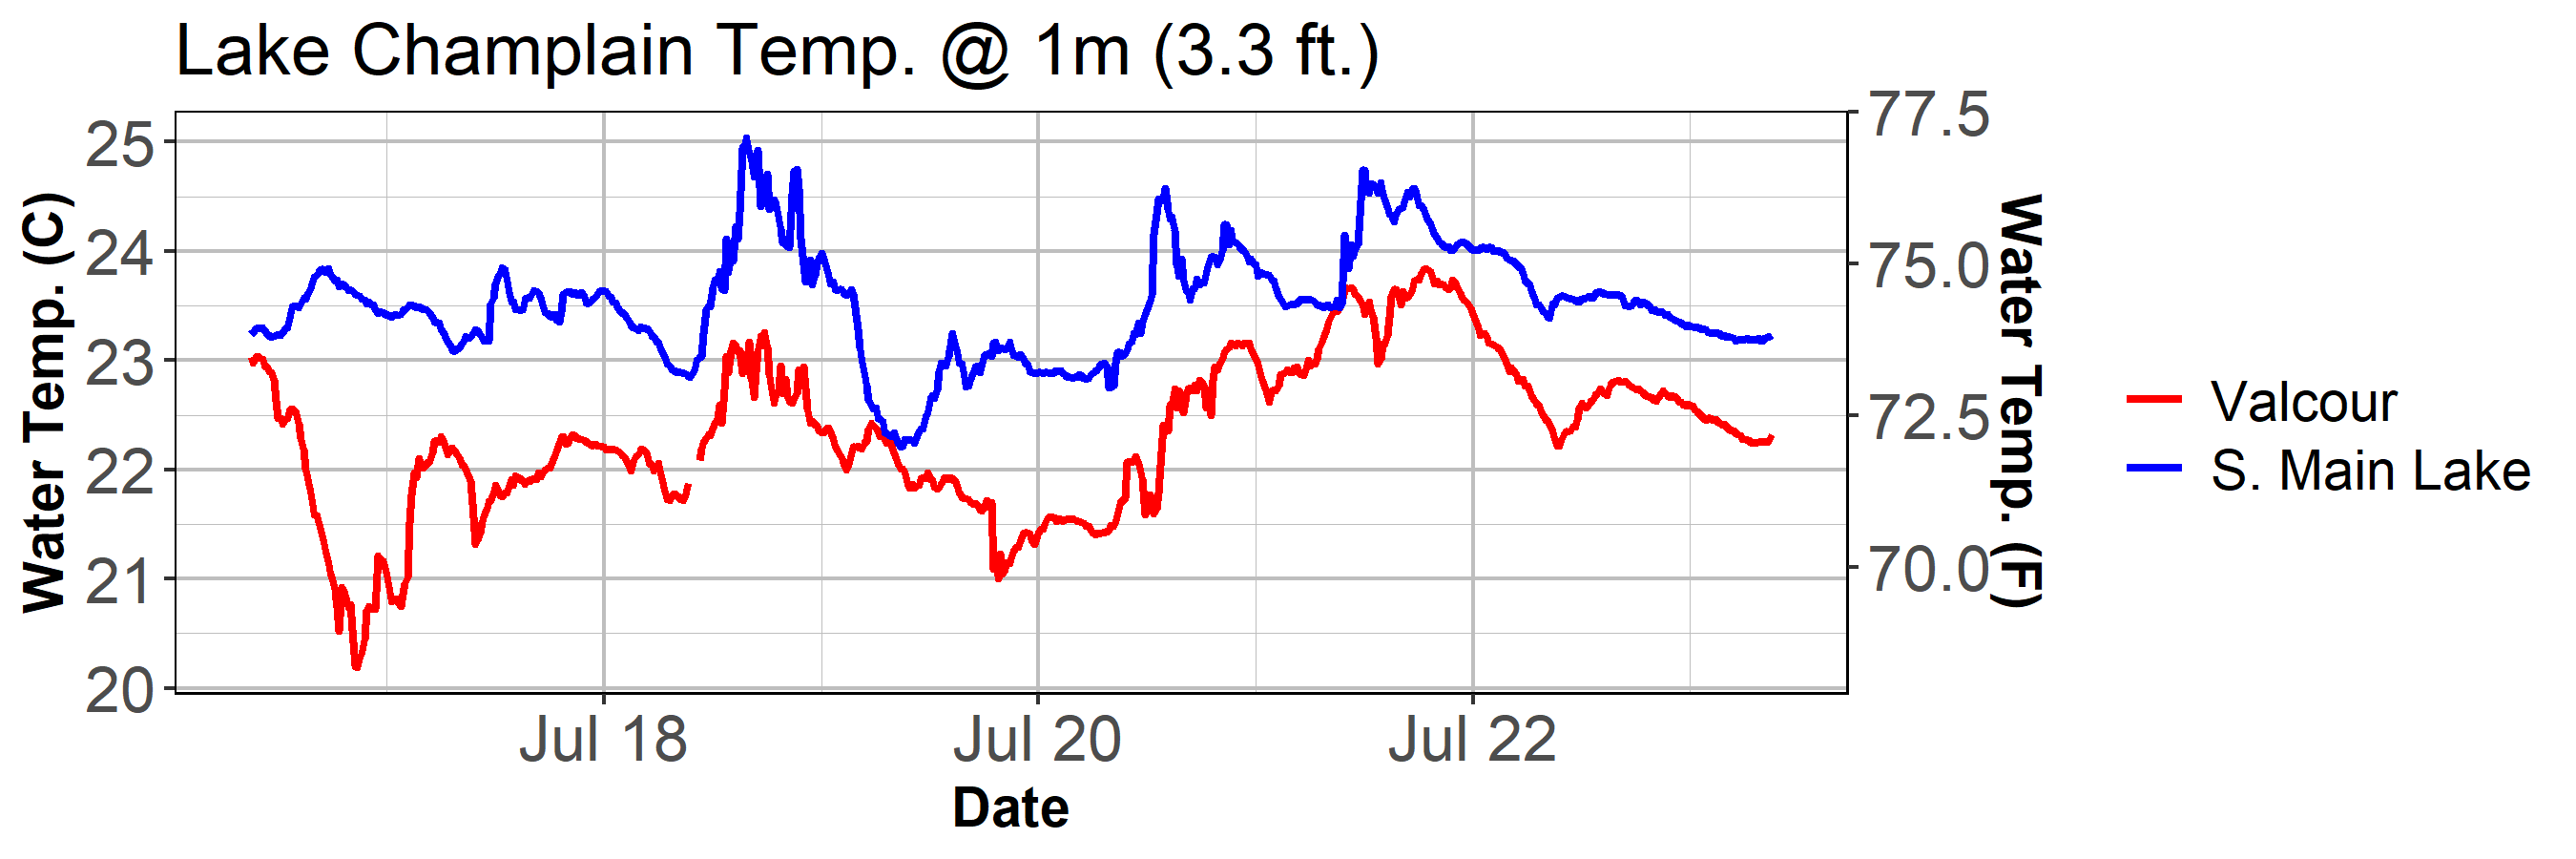 Lake Champlain Temp. @ 1m (3.3 ft.)
Water Temp. (C)
25
24
23
22
21
20
77.5
75.0
72.5
70.0
Water Temp. (F)
Jul 18
Jul 20
Jul 22
Date
Valcour
S. Main Lake